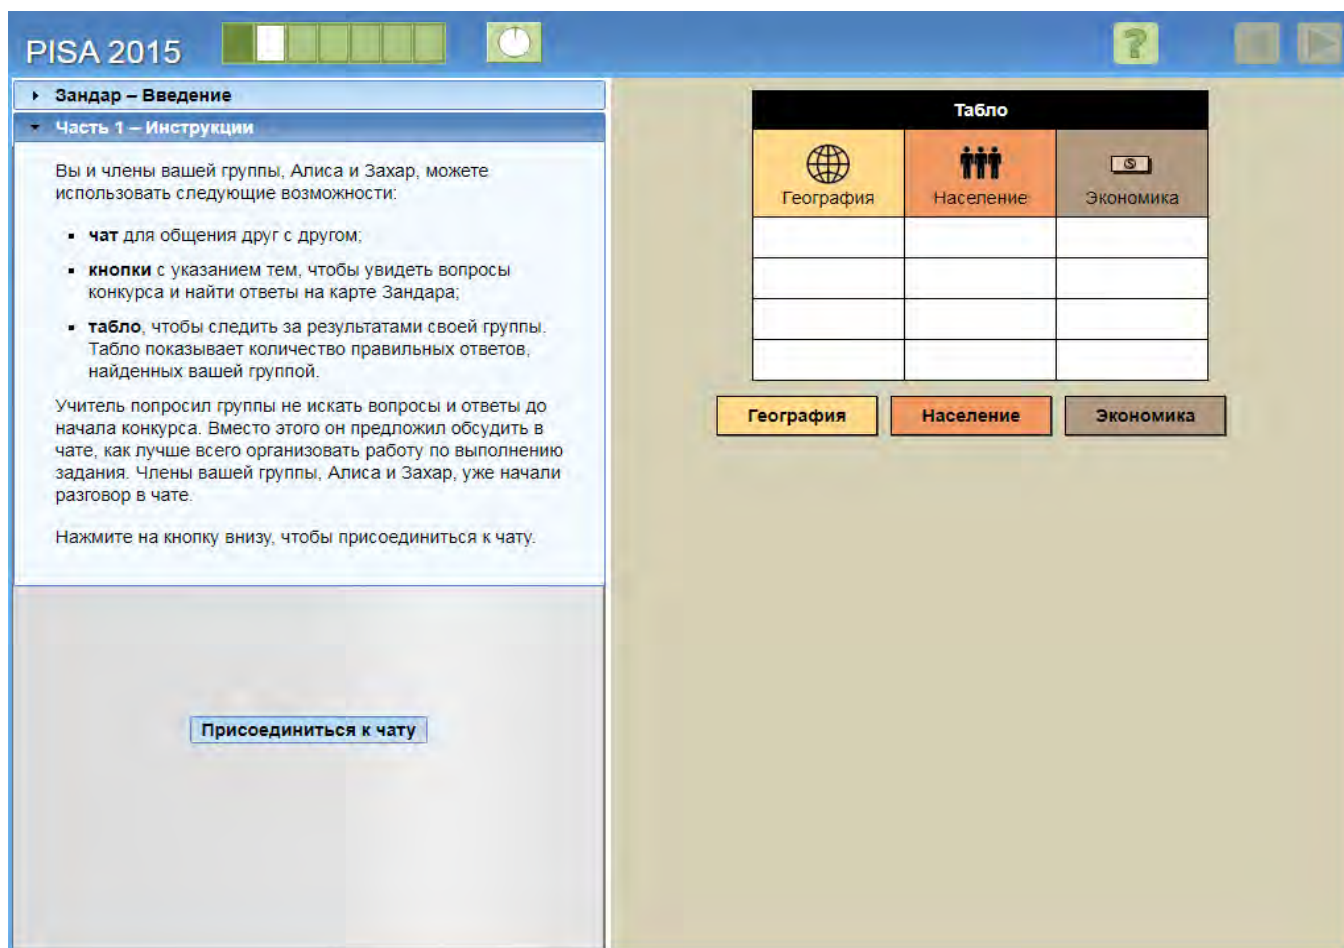 PISA 2015
?
Зандар – Введение
Часть 1 – Инструкции
Вы и члены вашей группы, Алиса и Захар, можете
использовать следующие возможности:
чат для общения друг с другом;
кнопки с указанием тем, чтобы увидеть вопросы
конкурса и найти ответы на карте Зандара;
табло, чтобы следить за результатами своей группы.
Табло показывает количество правильных ответов,
найденных вашей группой.
Учитель попросил группы не искать вопросы и ответы до
начала конкурса. Вместо этого он предложил обсудить в
чате, как лучше всего организовать работу по выполнению
задания. Члены вашей группы, Алиса и Захар, уже начали
разговор в чате.
Нажмите на кнопку внизу, чтобы присоединиться к чату.
Присоединиться к чату
Табло
География Население Экономика
География Население Экономика